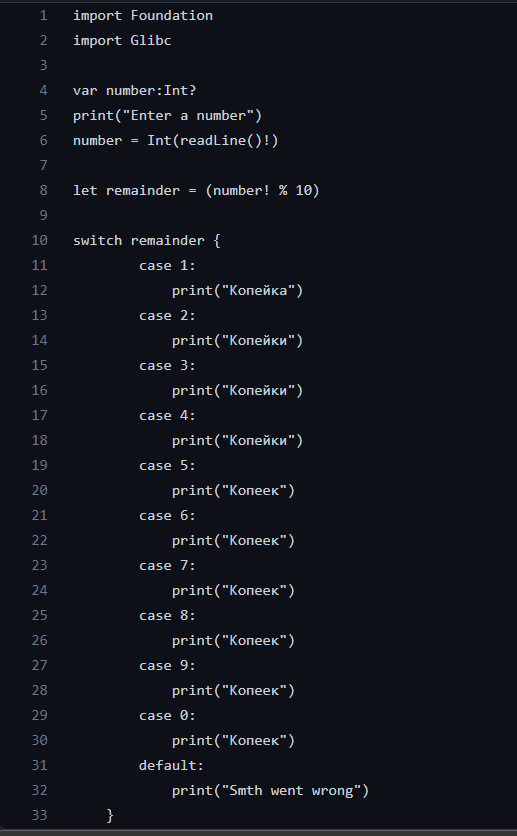 1 import Foundation
2 import Glibc
3
4 var number:Int?
5 print("Enter a number")
6 number = Int(readLine()!)
7
8 let remainder = (number! % 10)
9
10 switch remainder {
11 case 1:
12 print("Копейка")
13 case 2:
14 print("Копейки")
15 case 3:
16 print("Копейки")
17 case 4:
18 print("Копейки")
19 case 5:
20 print("Копеек")
21 case 6:
22 print("Копеек")
23 case 7:
24 print("Копеек")
25 case 8:
26 print("Копеек")
27 case 9:
28 print("Копеек")
29 case 0:
30 print("Копеек")
31 default:
32 print("Smth went wrong")
33 }